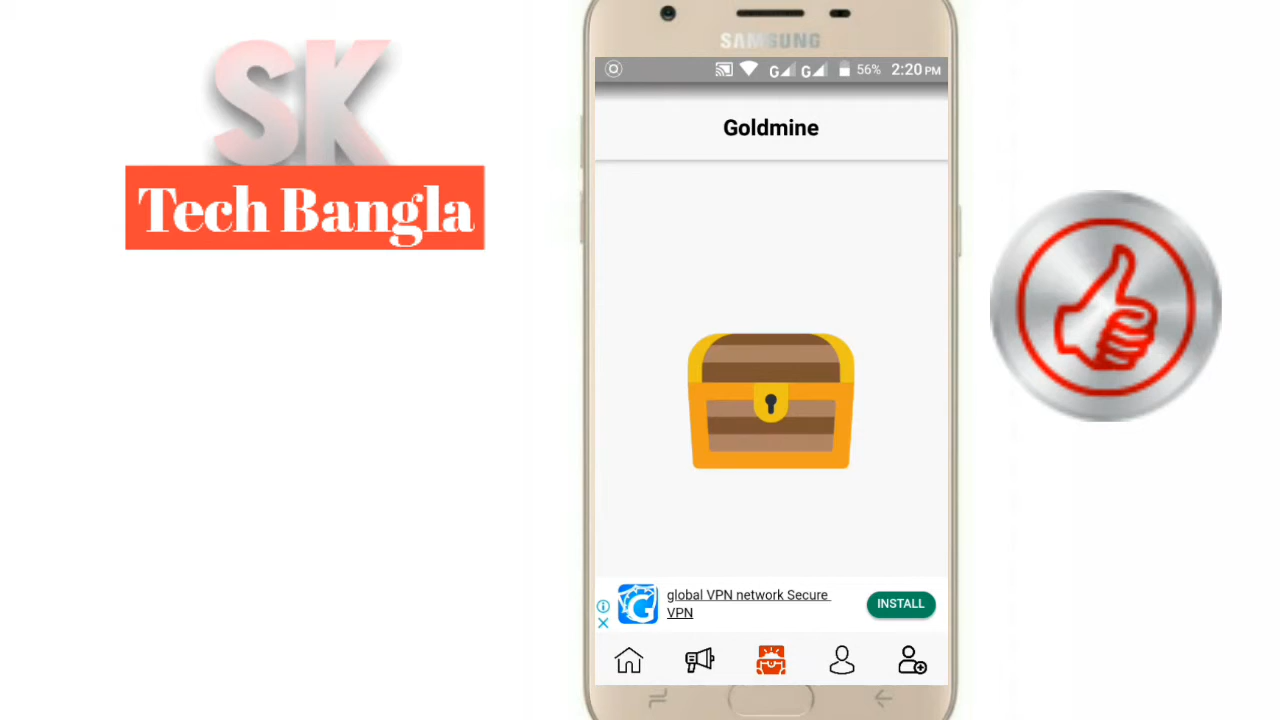 SK
Tech Bangla
SAMSUNG
G G 56% 2:20 PM
Goldmine
global VPN network Secure
VPN
INSTALL